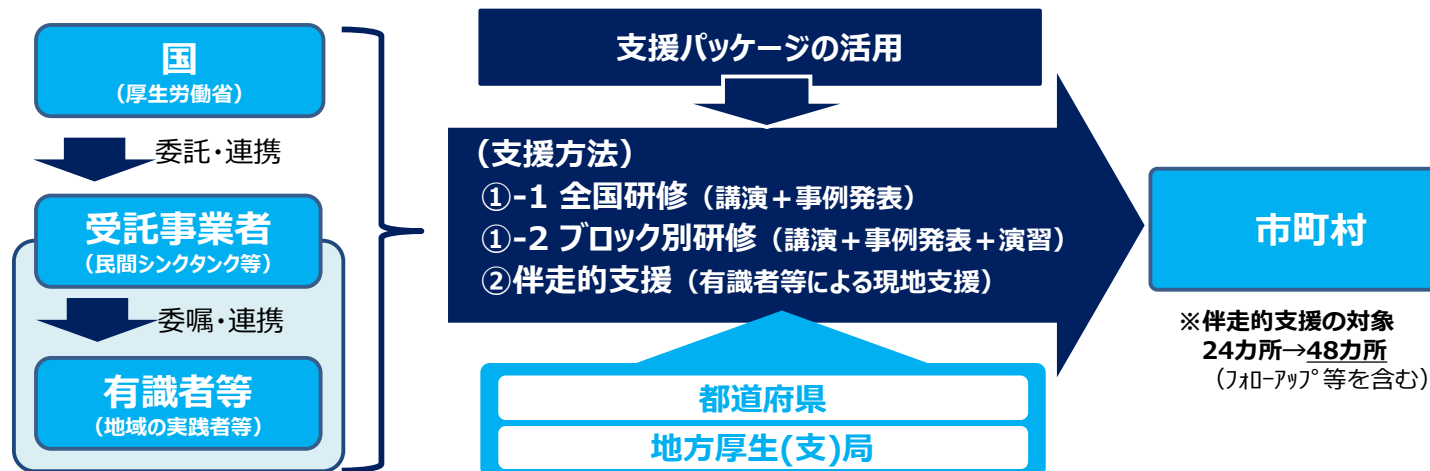 国
（厚生労働省）
委託・連携
受託事業者
（民間シンクタンク等）
委嘱・連携
有識者等
（地域の実践者等）
支援パッケージの活用
（支援方法）
①-1 全国研修（講演＋事例発表）
①-2 ブロック別研修（講演＋事例発表＋演習）
②伴走的支援（有識者等による現地支援）
都道府県
地方厚生(支)局
市町村
※伴走的支援の対象
24カ所→48カ所
（ﾌｫﾛｰｱｯﾌﾟ等を含む）